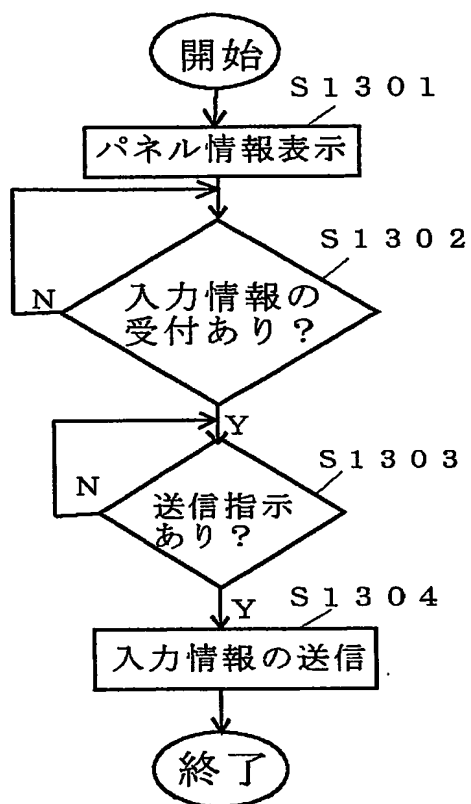 開始
S1301
パネル情報表示
S1302
N
入力情報の
受付あり?
Y
S1303
N
送信指示
あり?
Y
S1304
入力情報の送信
終了